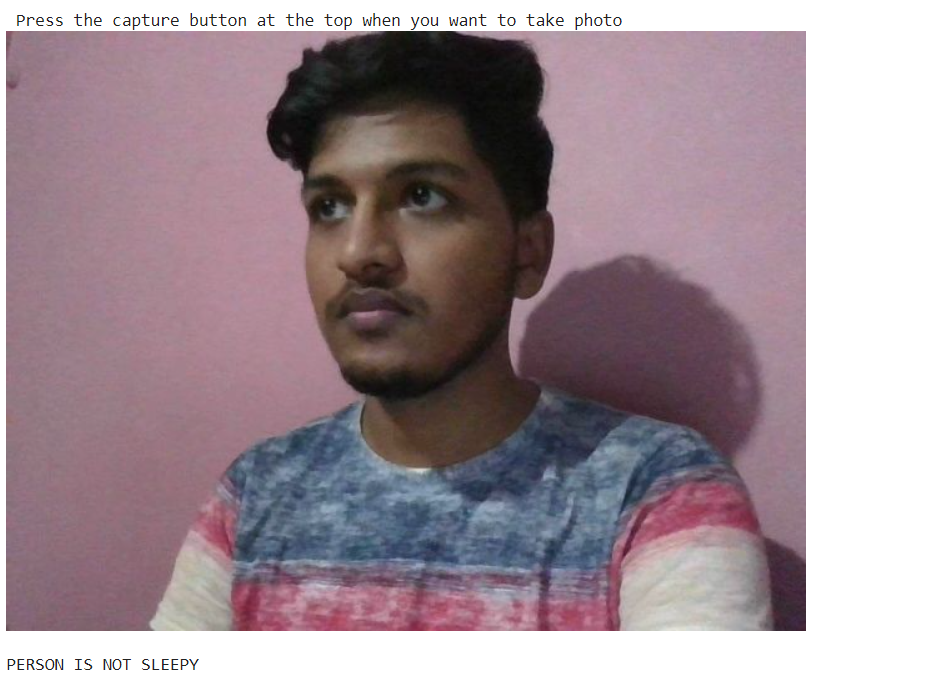 Press the capture button at the top when you want to take photo
PERSON IS NOT SLEEPY